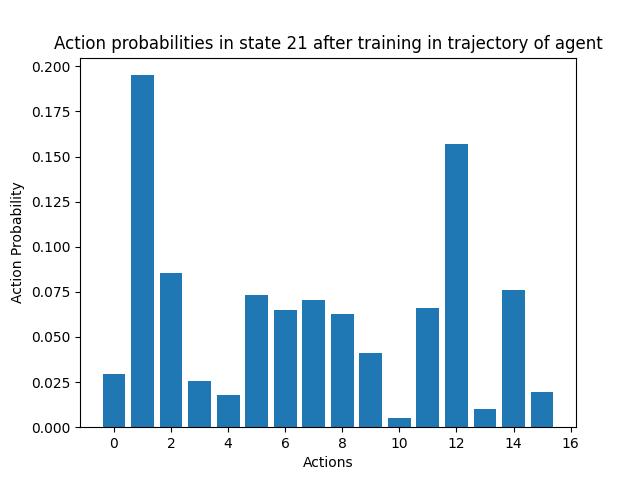 Action probabilities in state 21 after training in trajectory of agent
0.200
0.175
0.150
0.125
0.100
0.075
0.050
0.025
0.000
Action Probability
0 2 4 6 8 10 12 14 16
Actions